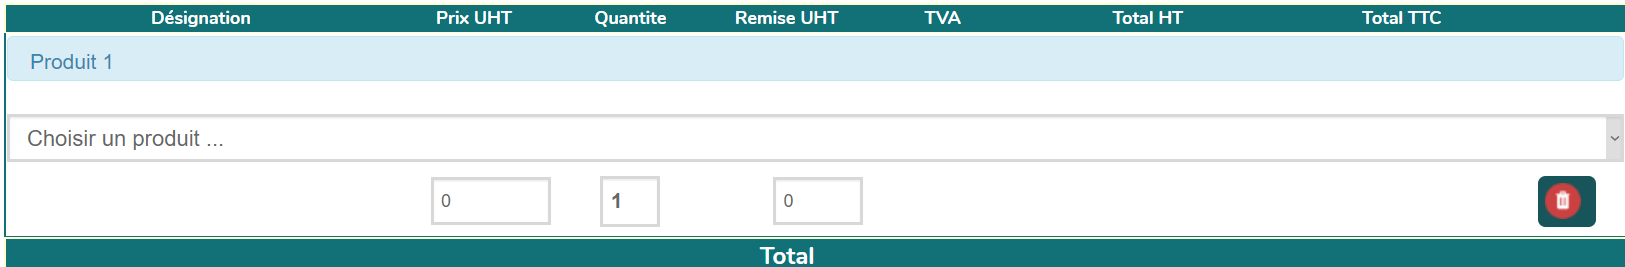 Désignation Prix UHT Quantite Remise UHT TVA Total HT Total TTC
Produit 1
Choisir un produit ...
0 1 0
Total